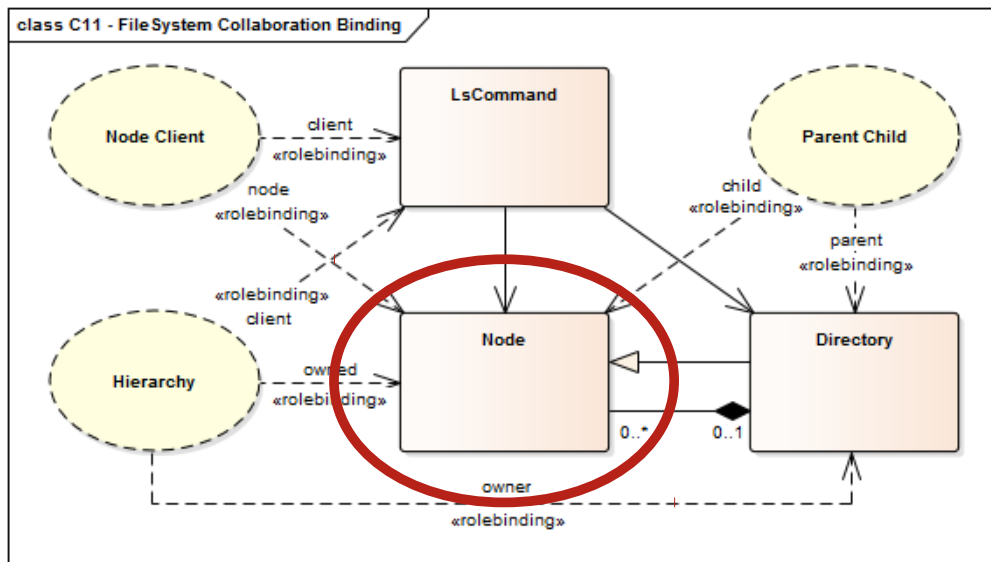 class C11 - FileSystem Collaboration Binding
LsCommand
Node Client
Parent Child
client
«rolebinding»
node
«rolebinding»
child
«rolebinding»
parent
«rolebinding»
«rolebinding»
client
Node
Directory
Hierarchy
owned
«rolebinding»
0..*
0..1
owner
«rolebinding»